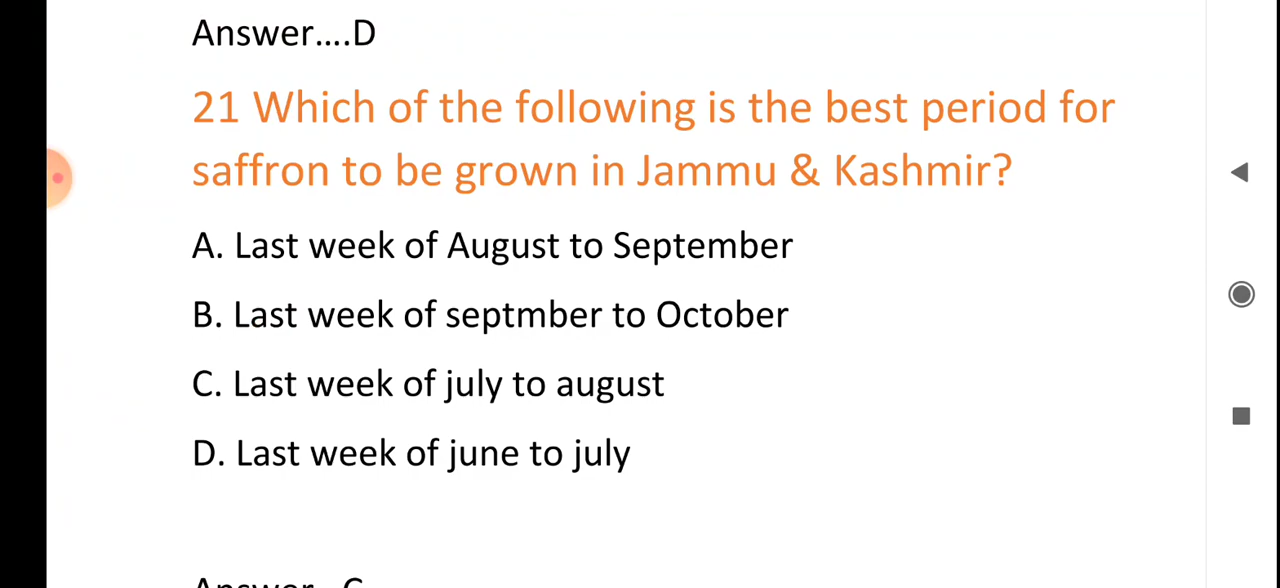 Answer....D
21 Which of the following is the best period for
saffron to be grown in Jammu & Kashmir?
A. Last week of August to September
B. Last week of septmber to October
C. Last week of july to august
D. Last week of june to july
Answer...C